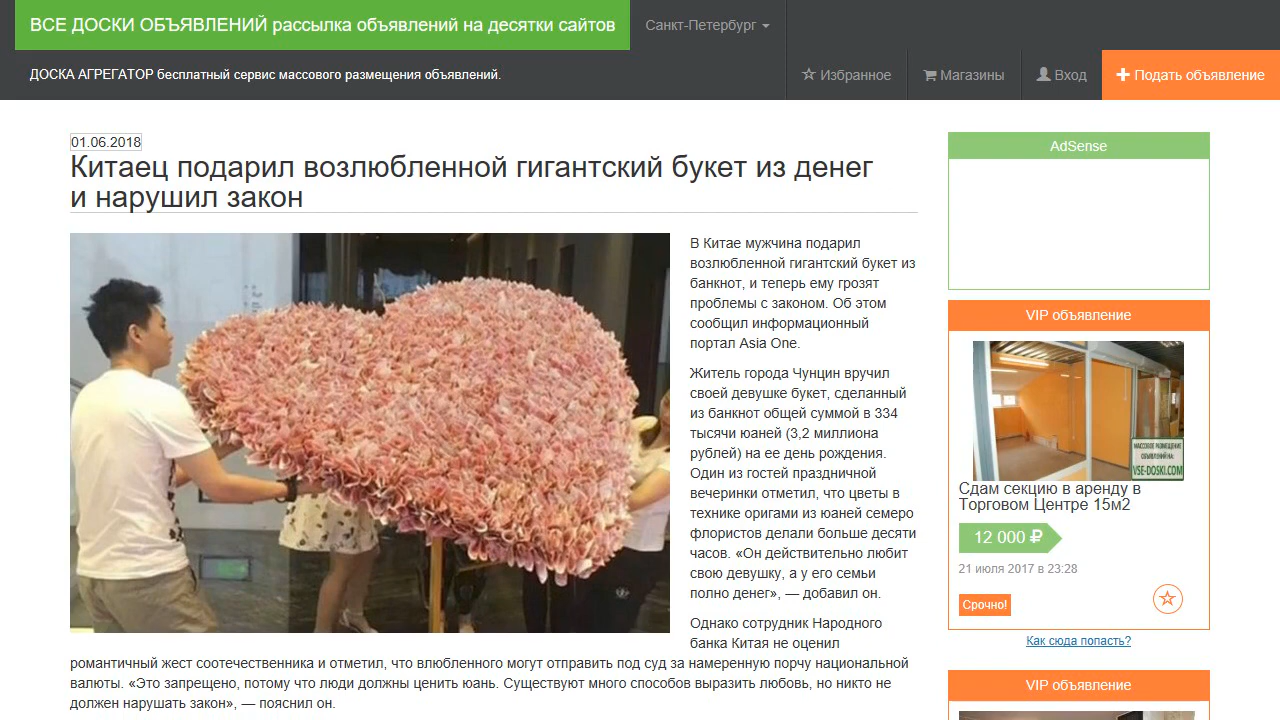 ВСЕ ДОСКИ ОБЪЯВЛЕНИЙ рассылка объявлений на десятки сайтов
Санкт-Петербург
ДОСКА АГРЕГАТОР бесплатный сервис массового размещения объявлений.
Избранное
Магазины
Вход
Подать объявление
01.06.2018
Китаец подарил возлюбленной гигантский букет из денег
и нарушил закон
В Китае мужчина подарил
возлюбленной гигантский букет из
банкнот, и теперь ему грозят
проблемы с законом. Об этом
сообщил информационный
портал Asia One.
Житель города Чунцин вручил
своей девушке букет, сделанный
из банкнот общей суммой в 334
тысячи юаней (3,2 миллиона
рублей) на ее день рождения.
Один из гостей праздничной
вечеринки отметил, что цветы в
технике оригами из юаней семеро
флористов делали больше десяти
часов. «Он действительно любит
свою девушку, а у его семьи
полно денег», — добавил он.
Однако сотрудник Народного
банка Китая не оценил
романтичный жест соотечественника и отметил, что влюбленного могут отправить под суд за намеренную порчу национальной
валюты. «Это запрещено, потому что люди должны ценить юань. Существуют много способов выразить любовь, но никто не
должен нарушать закон», — пояснил он.
AdSense
VIP объявление
МАССОВОЕ РАЗМЕЩЕНИЕ
ОБЪЯВЛЕНИЙ НА:
VSE-DOSKI.COM
Сдам секцию в аренду в
Торговом Центре 15м2
12 000 ₽
21 июля 2017 в 23:28
Срочно!
Как сюда попасть?
VIP объявление